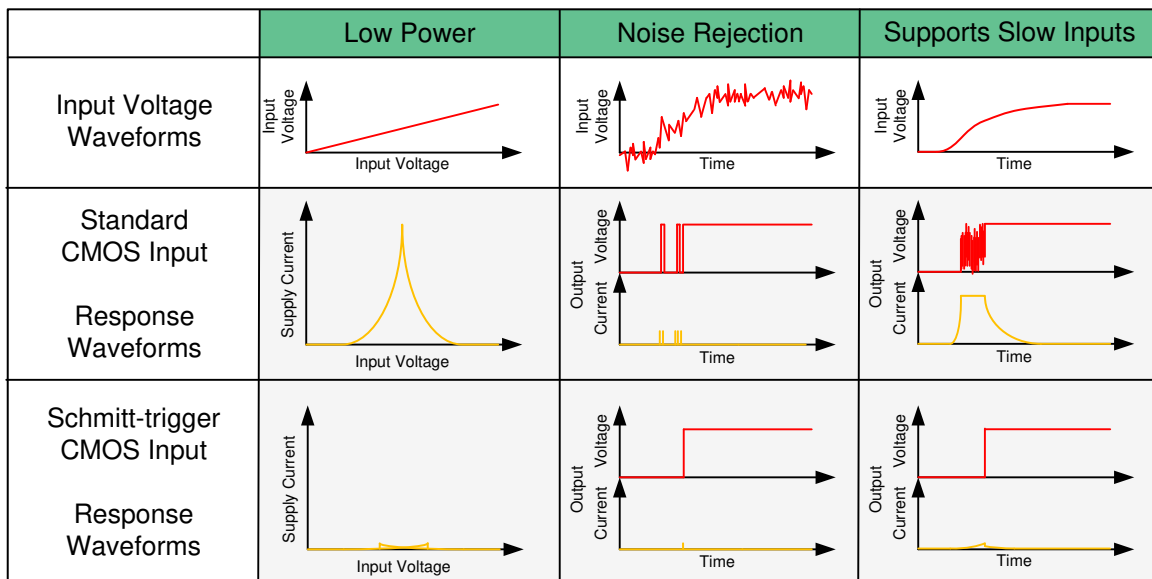 Low Power
Noise Rejection
Supports Slow Inputs
Input Voltage
Waveforms
Input
Voltage
Input Voltage
Input
Voltage
Time
Input
Voltage
Time
Standard
CMOS Input
Response
Waveforms
Supply Current
Input Voltage
Output
Voltage
Current
Time
Output
Voltage
Current
Time
Schmitt-trigger
CMOS Input
Response
Waveforms
Supply Current
Input Voltage
Output
Voltage
Current
Time
Output
Voltage
Current
Time